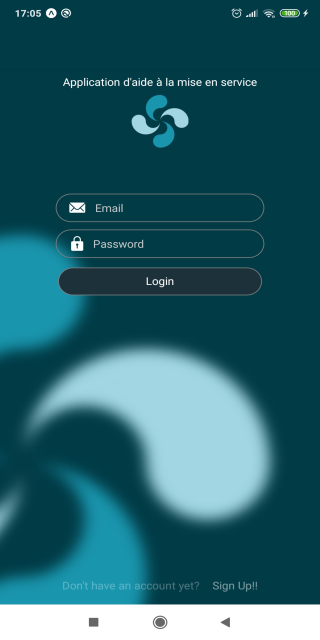 17:05
100
Application d'aide à la mise en service
Email
Password
Login
Don't have an account yet? Sign Up!!